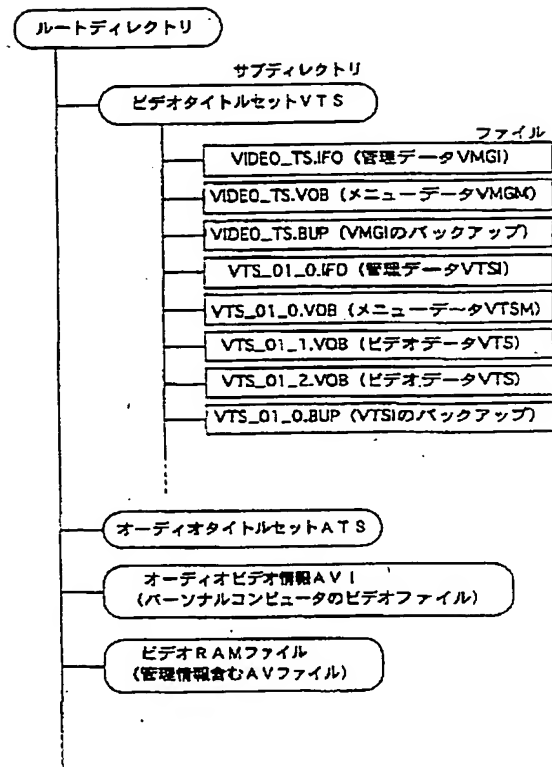 ルートディレクトリ
サブディレクトリ
ビデオタイトルセットVTS
ファイル
VIDEO_TS.IFO (管理データVMGI)
VIDEO_TS.VOB (メニューデータVMGM)
VIDEO_TS.BUP (VMGIのバックアップ)
VTS_01_0.IFO (管理データVTSI)
VTS_01_0.VOB (メニューデータVTSM)
VTS_01_1.VOB (ビデオデータVTS)
VTS_01_2.VOB (ビデオデータVTS)
VTS_01_0.BUP (VTSIのバックアップ)
オーディオタイトルセットATS
オーディオビデオ情報AVI
(パーソナルコンピュータのビデオファイル)
ビデオRAMファイル
(管理情報含むAVファイル)